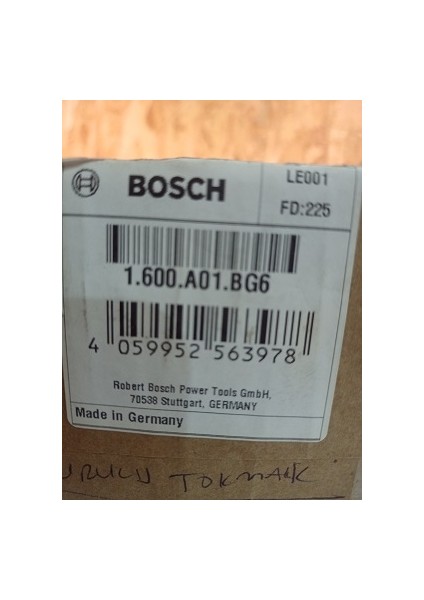 BOSCH
LE001
FD:225
1.600.A01.BG6
4 059952 563978
Robert Bosch Power Tools GmbH,
70538 Stuttgart, GERMANY
Made in Germany
TOKMAK